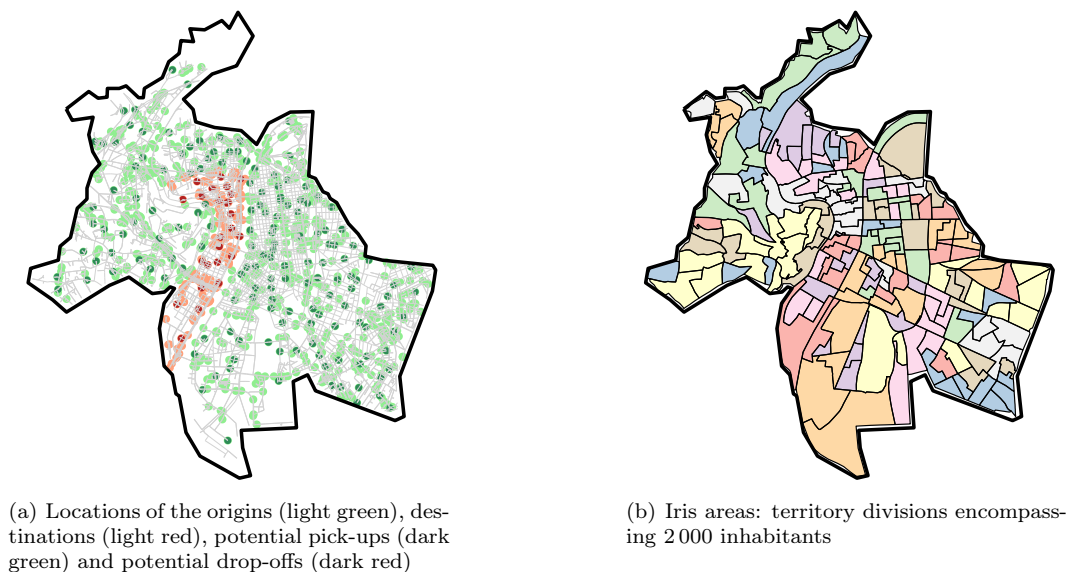 (a) Locations of the origins (light green), des-
tinations (light red), potential pick-ups (dark
green) and potential drop-offs (dark red)
(b) Iris areas: territory divisions encompass-
ing 2 000 inhabitants